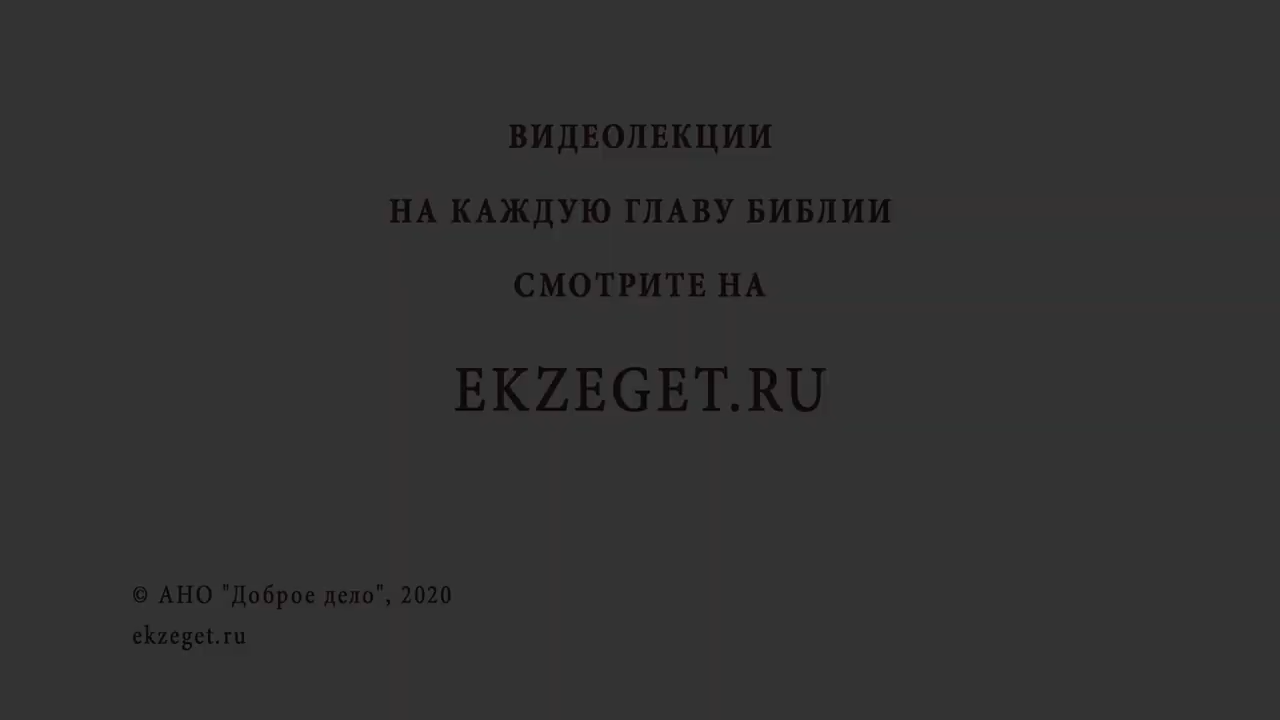 ВИДЕОЛЕКЦИИ
НА КАЖДУЮ ГЛАВУ БИБЛИИ
СМОТРИТЕ НА
EKZEGET.RU
© АНО "Доброе дело", 2020
ekzeget.ru